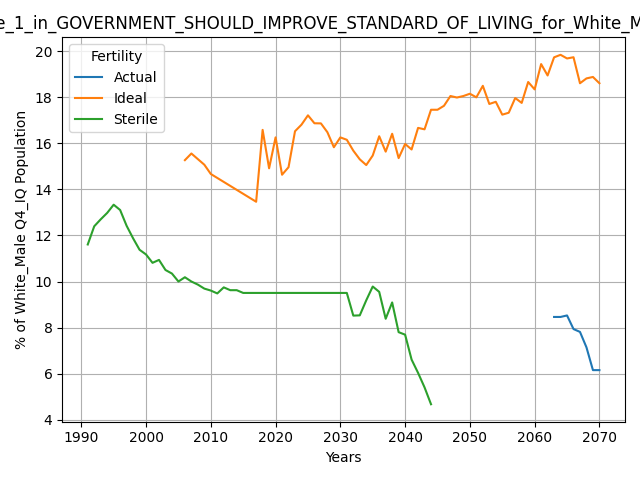 e_1_in_GOVERNMENT_SHOULD_IMPROVE_STANDARD_OF_LIVING_for_White_M
Fertility
Actual
Ideal
Sterile
% of White_Male Q4_IQ Population
20
18
16
14
12
10
8
6
4
1990 2000 2010 2020 2030 2040 2050 2060 2070
Years